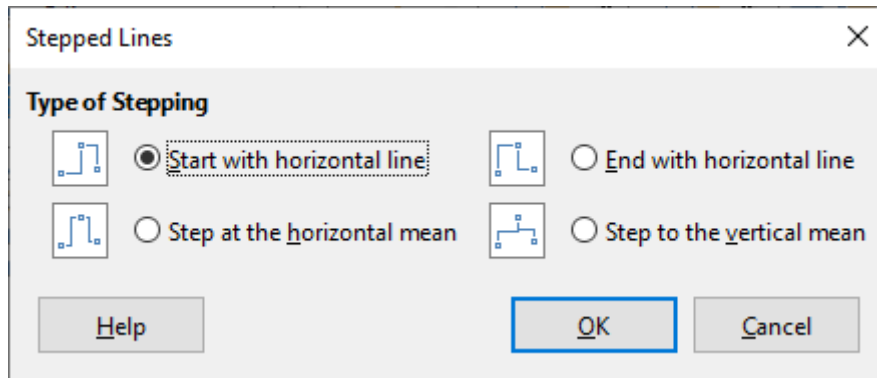 Stepped Lines
Type of Stepping
Start with horizontal line
End with horizontal line
Step at the horizontal mean
Step to the vertical mean
Help
OK
Cancel